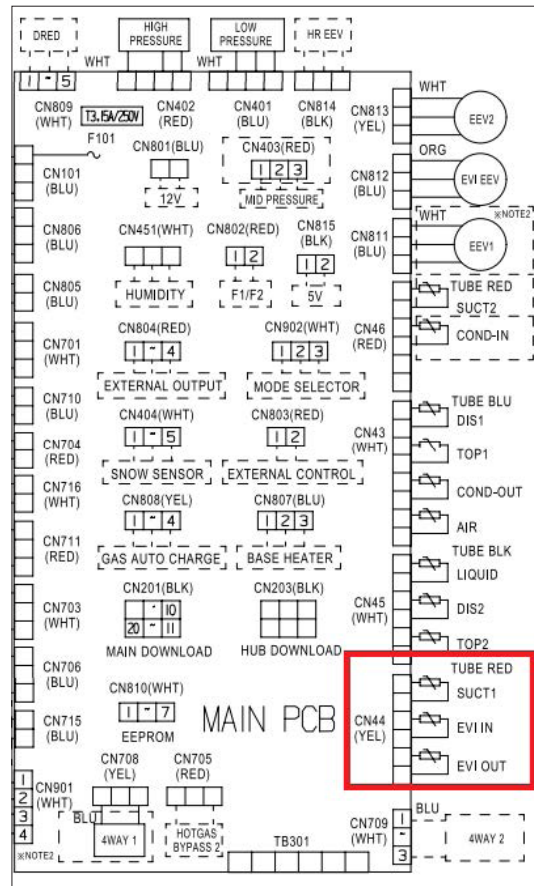 DRED
HIGH PRESSURE
LOW PRESSURE
HR EEV
WHT
WHT
1 ~ 5
CN809 (WHT)
T3.15A/250V
F101
CN402 (RED)
CN401 (BLU)
CN814 (BLK)
CN813 (YEL)
WHT
EEV2
CN101 (BLU)
CN801(BLU)
12V
CN403(RED)
1 2 3
MID PRESSURE
CN812 (BLU)
ORG
EVI EEV
CN806 (BLU)
CN451(WHT)
HUMIDITY
CN802(RED)
1 2
F1/F2
CN815 (BLK)
1 2
5V
CN811 (BLU)
WHT
※NOTE2
EEV1
CN805 (BLU)
TUBE RED
SUCT2
COND-IN
CN46 (RED)
CN701 (WHT)
CN804(RED)
1 ~ 4
EXTERNAL OUTPUT
CN902(WHT)
1 2 3
MODE SELECTOR
CN710 (BLU)
CN704 (RED)
CN404(WHT)
1 ~ 5
SNOW SENSOR
CN803(RED)
1 2
EXTERNAL CONTROL
CN43 (WHT)
TUBE BLU
DIS1
TOP1
COND-OUT
AIR
CN716 (WHT)
CN711 (RED)
CN808(YEL)
1 ~ 4
GAS AUTO CHARGE
CN807(BLU)
1 2 3
BASE HEATER
CN45 (WHT)
TUBE BLK
LIQUID
DIS2
TOP2
CN703 (WHT)
CN201(BLK)
' 10
20 ~ 11
MAIN DOWNLOAD
CN203(BLK)
HUB DOWNLOAD
CN706 (BLU)
CN715 (BLU)
CN810(WHT)
1 ~ 7
EEPROM
MAIN PCB
CN44 (YEL)
TUBE RED
SUCT1
EVI IN
EVI OUT
CN901 (WHT)
1
2
3
4
※NOTE2
CN708 (YEL)
BLU
4WAY 1
CN705 (RED)
HOTGAS BYPASS 2
TB301
CN709 (WHT)
1
~
3
BLU
4WAY 2